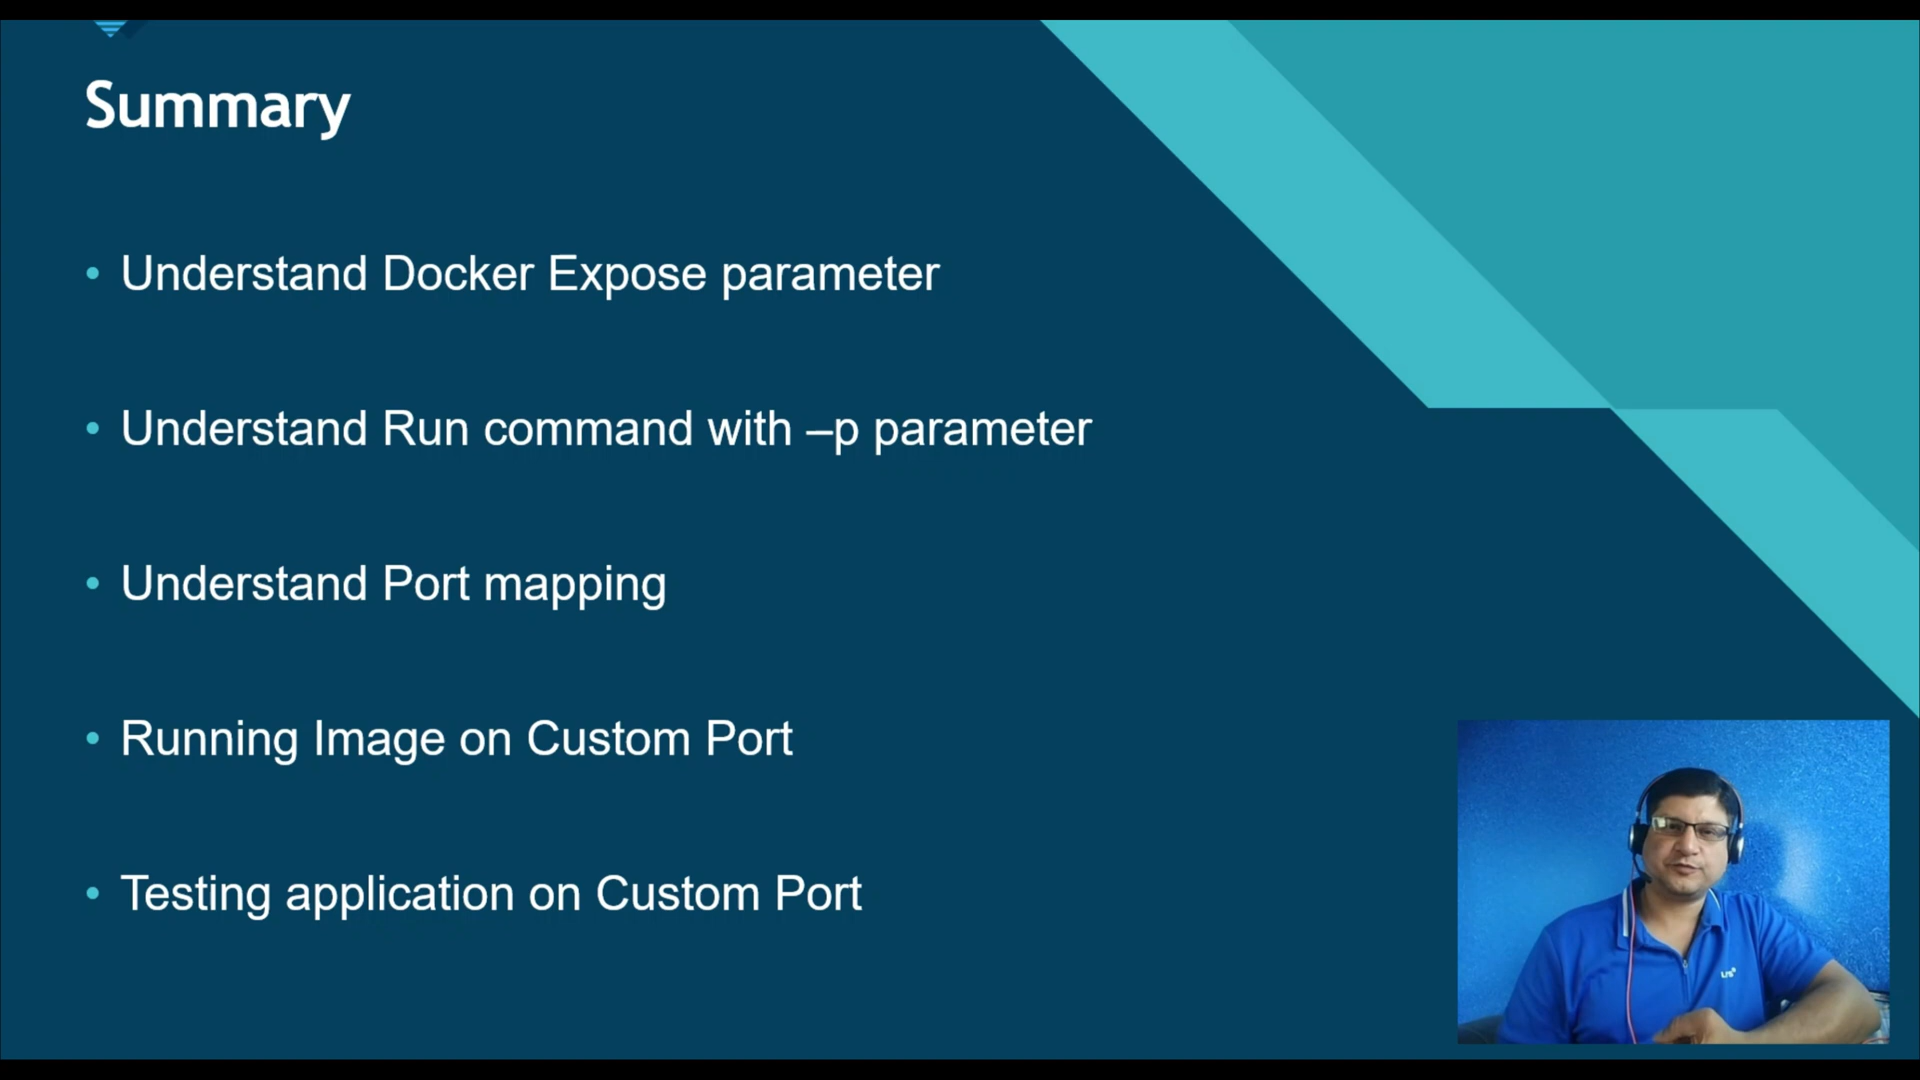 Summary
• Understand Docker Expose parameter
• Understand Run command with –p parameter
• Understand Port mapping
• Running Image on Custom Port
• Testing application on Custom Port